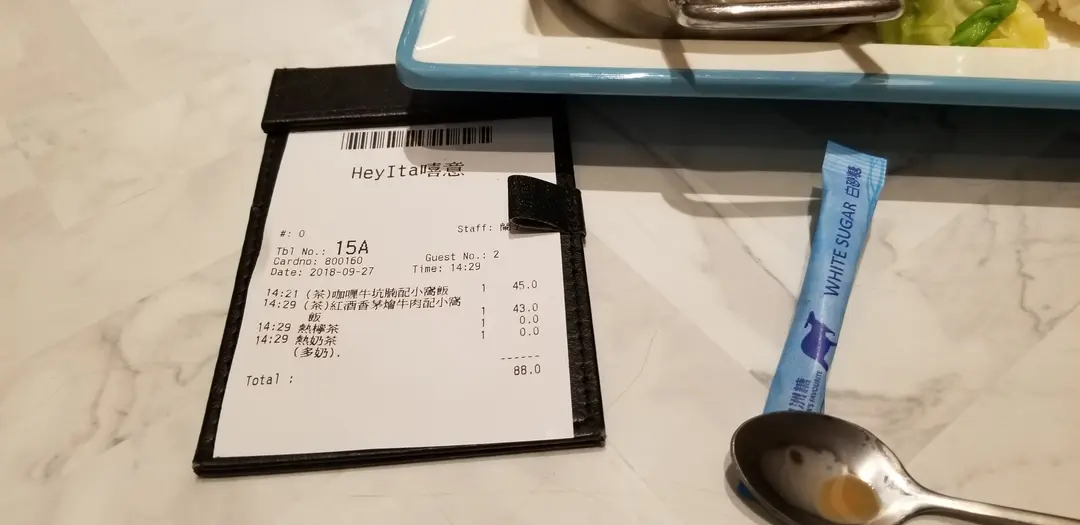 HeyIta嘻意
#: 0
Staff: 蘭
Tbl No.: 15A
Guest No.: 2
Cardno: 800160
Date: 2018-09-27 Time: 14:29
14:21 (茶)咖喱牛坑腩配小窩飯 1 45.0
14:29 (茶)紅酒香茅燴牛肉配小窩
飯 1 43.0
14:29 熱檸茶 1 0.0
14:29 熱奶茶 1 0.0
(多奶).
------
Total : 88.0
WHITE SUGAR 白砂糖